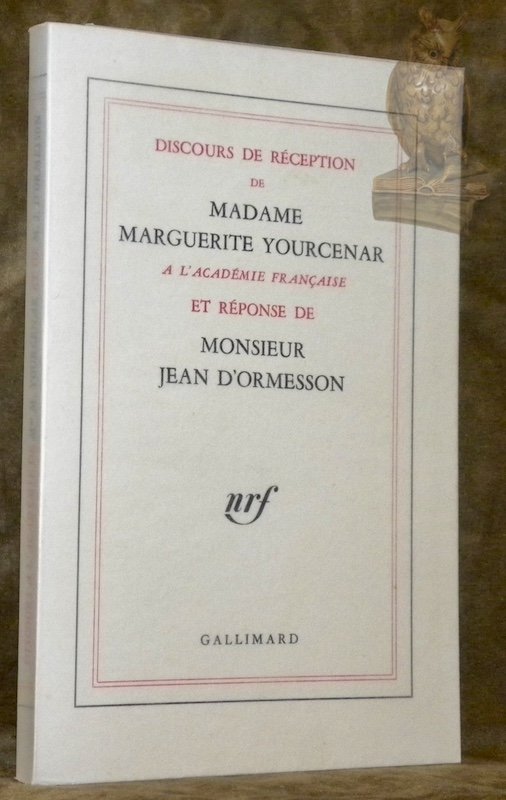 DISCOURS DE RÉCEPTION
DE
MADAME
MARGUERITE YOURCENAR
A L'ACADÉMIE FRANÇAISE
ET RÉPONSE DE
MONSIEUR
JEAN D'ORMESSON
nrf
GALLIMARD